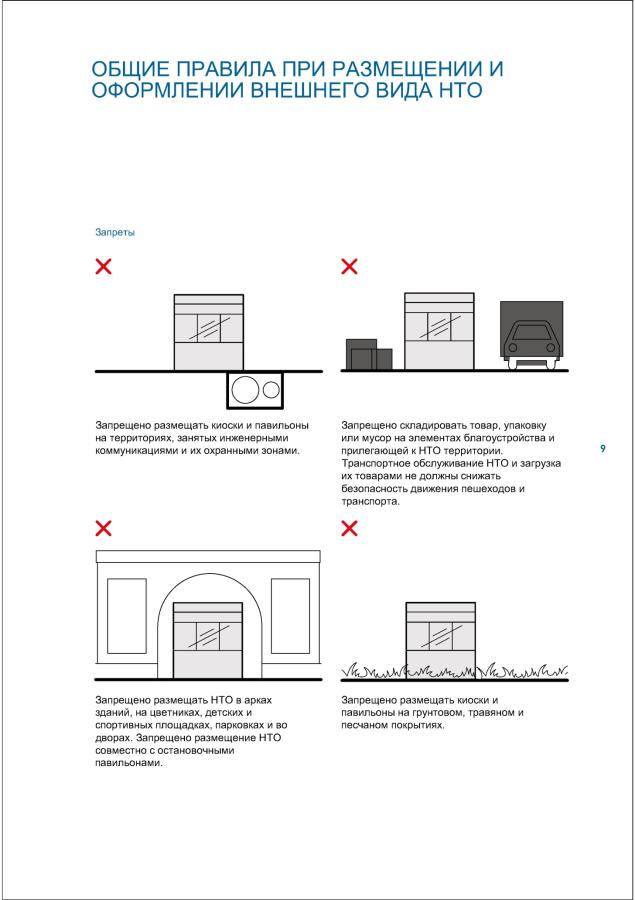 ОБЩИЕ ПРАВИЛА ПРИ РАЗМЕЩЕНИИ И
ОФОРМЛЕНИИ ВНЕШНЕГО ВИДА НТО
Запреты
Запрещено размещать киоски и павильоны
на территориях, занятых инженерными
коммуникациями и их охранными зонами.
Запрещено складировать товар, упаковку
или мусор на элементах благоустройства и
прилегающей к НТО территории.
Транспортное обслуживание НТО и загрузка
их товарами не должны снижать
безопасность движения пешеходов и
транспорта.
9
Запрещено размещать НТО в арках
зданий, на цветниках, детских и
спортивных площадках, парковках и во
дворах. Запрещено размещение НТО
совместно с остановочными
павильонами.
Запрещено размещать киоски и
павильоны на грунтовом, травяном и
песчаном покрытиях.